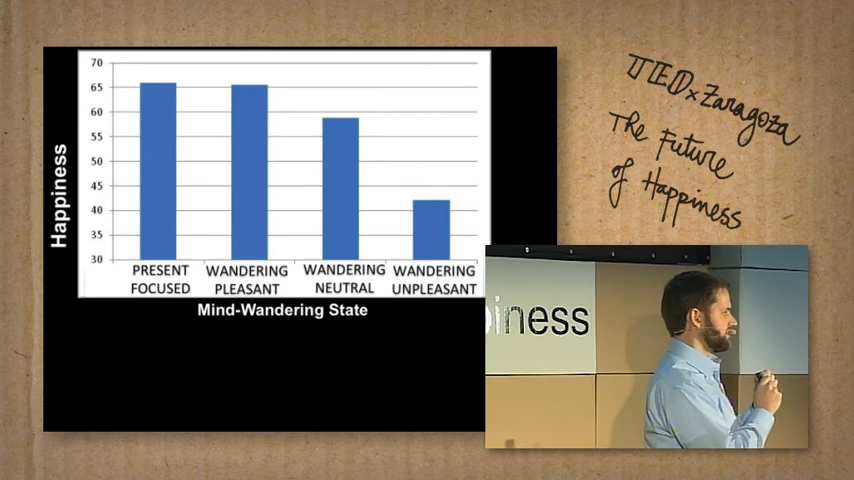 70
65
60
55
50
45
40
35
30
Happiness
PRESENT FOCUSED
WANDERING PLEASANT
WANDERING NEUTRAL
WANDERING UNPLEASANT
Mind-Wandering State
TEDxZaragoza
The Future
of Happiness
piness